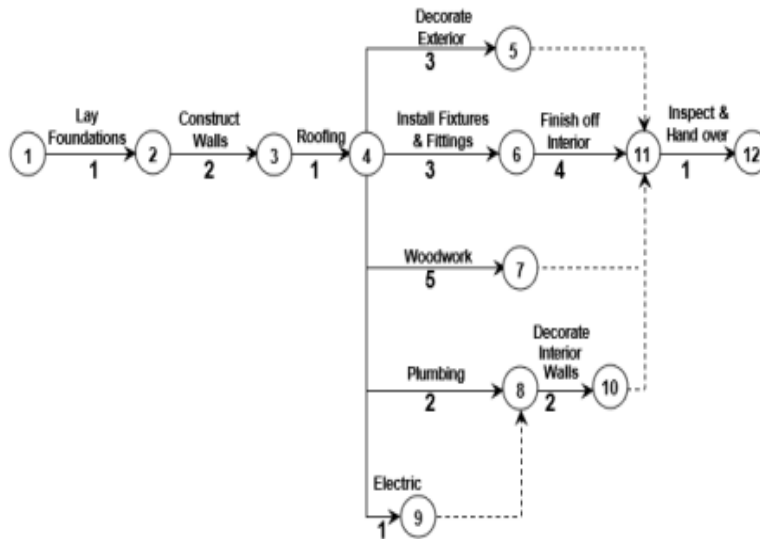 Decorate
Exterior
3
5
Lay
Foundations
Construct
Walls
Roofing
Install Fixtures
& Fittings
Finish off
Interior
Inspect &
Hand over
1
2
3
4
6
11
12
1
2
1
3
4
1
Woodwork
7
5
Decorate
Interior
Walls
Plumbing
8
10
2
2
Electric
9
1